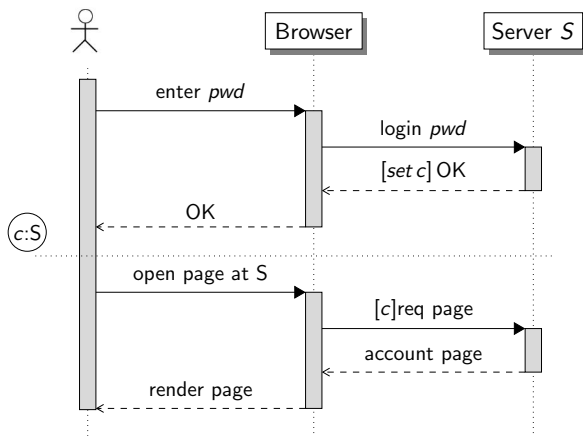 Browser
Server S
enter pwd
login pwd
[set c] OK
OK
c:S
open page at S
[c]req page
account page
render page